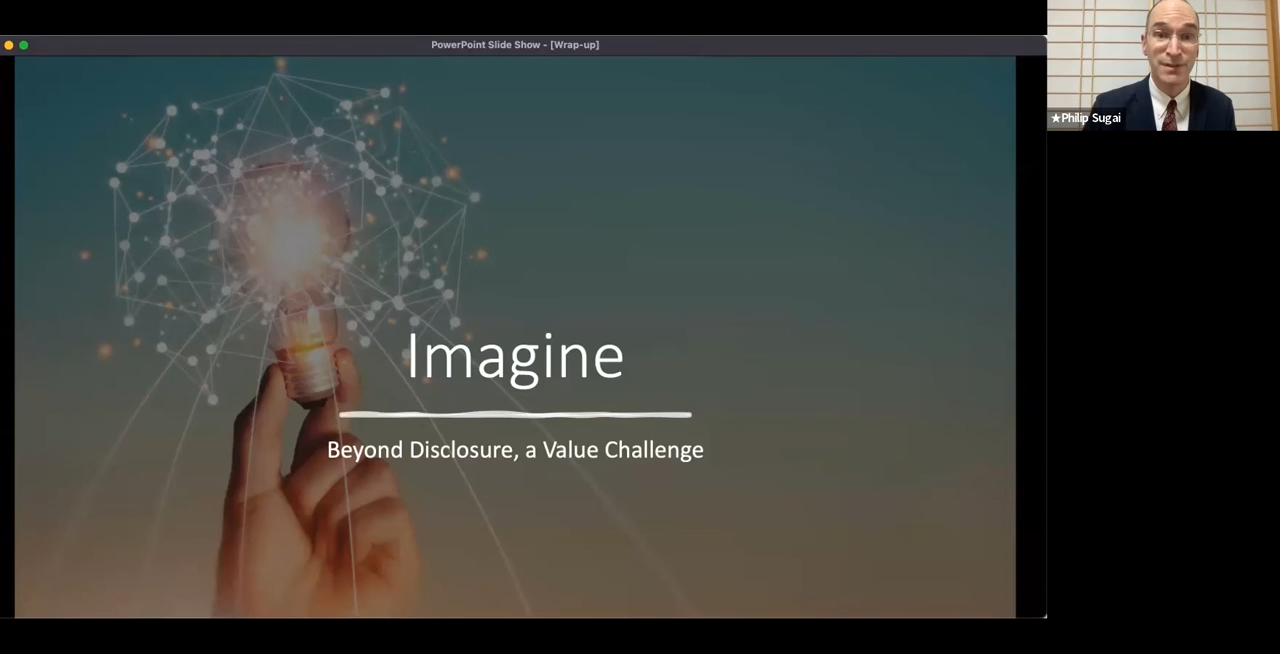 PowerPoint Slide Show - [Wrap-up]
★Philip Sugai
Imagine
Beyond Disclosure, a Value Challenge